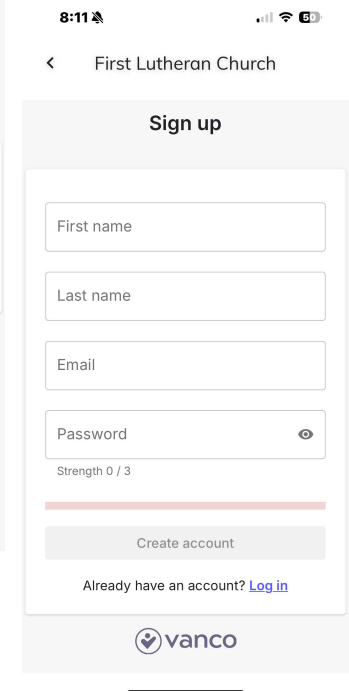 8:11
50
First Lutheran Church
Sign up
First name
Last name
Email
Password
Strength 0 / 3
Create account
Already have an account? Log in
vanco